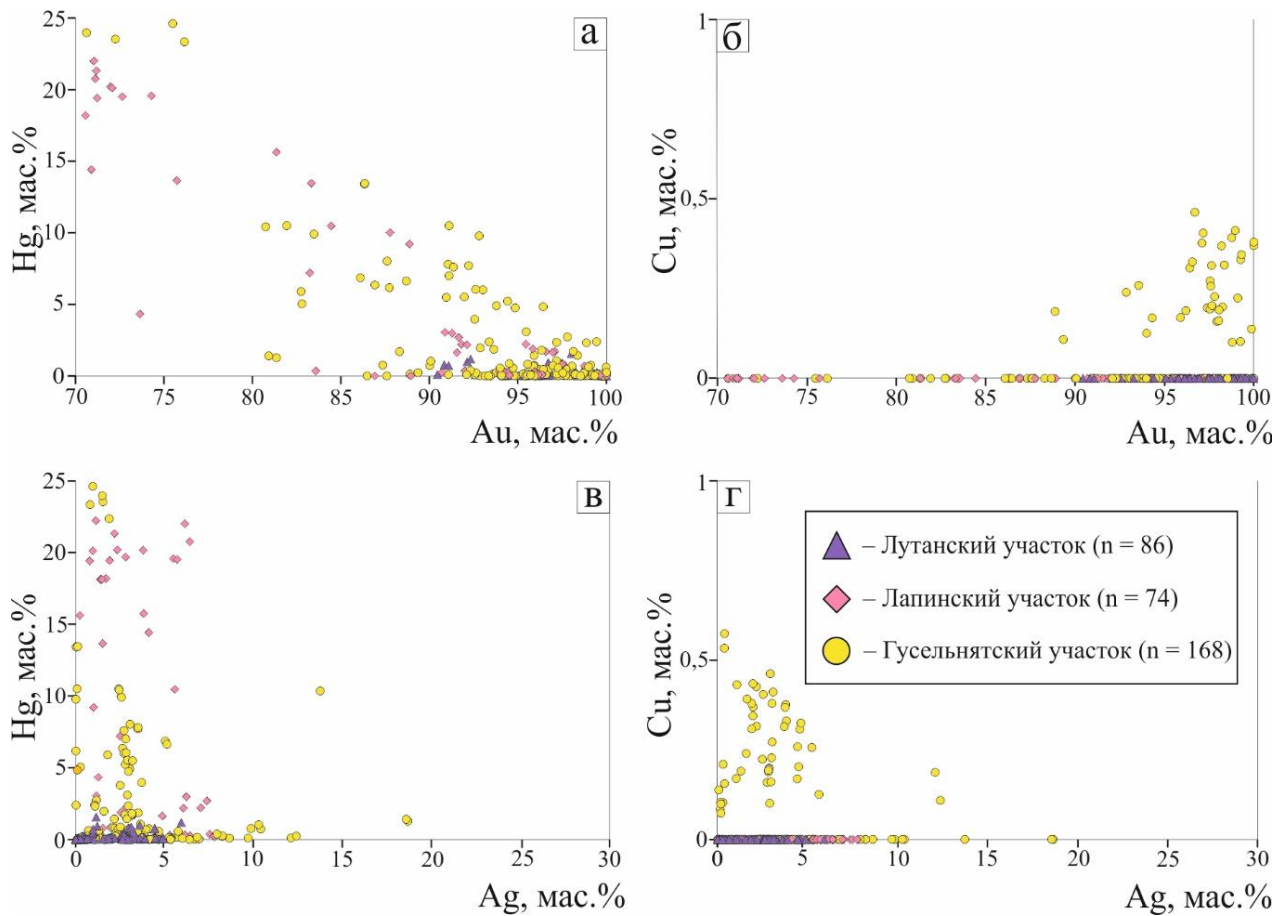 25
20
15
10
5
0
Hg, мас.%
70 75 80 85 90 95 100
Au, мас.%
а
1
0,5
0
Cu, мас.%
70 75 80 85 90 95 100
Au, мас.%
б
25
20
15
10
5
0
Hg, мас.%
0 5 10 15 20 25 30
Ag, мас.%
в
1
0,5
0
Cu, мас.%
0 5 10 15 20 25 30
Ag, мас.%
г
– Лутанский участок (n = 86)
– Лапинский участок (n = 74)
– Гусельнятский участок (n = 168)